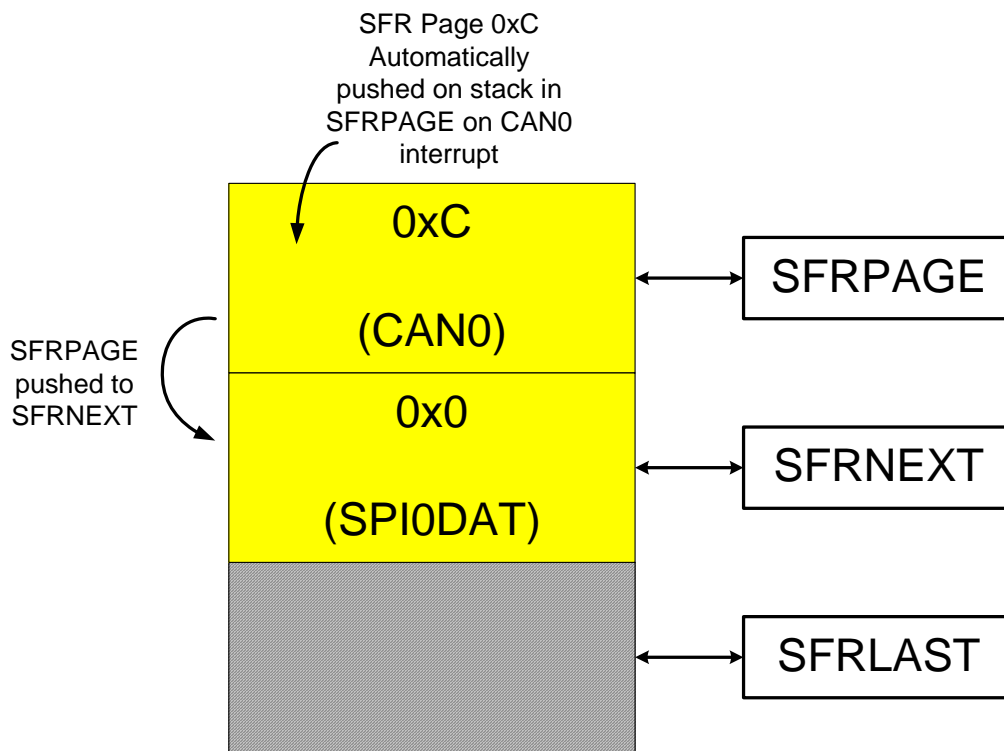 SFR Page 0xC
Automatically
pushed on stack in
SFRPAGE on CAN0
interrupt
0xC
(CAN0)
SFRPAGE
SFRPAGE
pushed to
SFRNEXT
0x0
(SPI0DAT)
SFRNEXT
SFRLAST